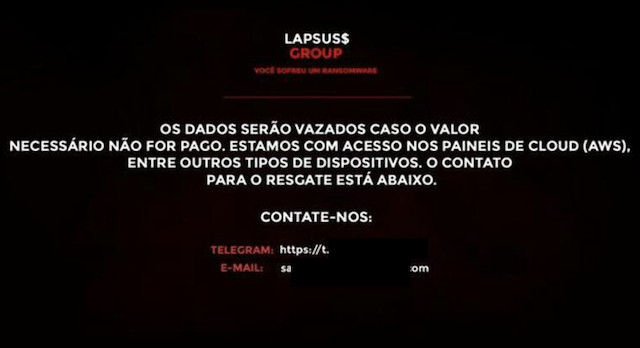 LAPSUS$
GROUP
VOCÊ SOFREU UM RANSOMWARE
OS DADOS SERÃO VAZADOS CASO O VALOR
NECESSÁRIO NÃO FOR PAGO. ESTAMOS COM ACESSO NOS PAINEIS DE CLOUD (AWS),
ENTRE OUTROS TIPOS DE DISPOSITIVOS. O CONTATO
PARA O RESGATE ESTÁ ABAIXO.
CONTATE-NOS:
TELEGRAM: https://t.
E-MAIL: sa com